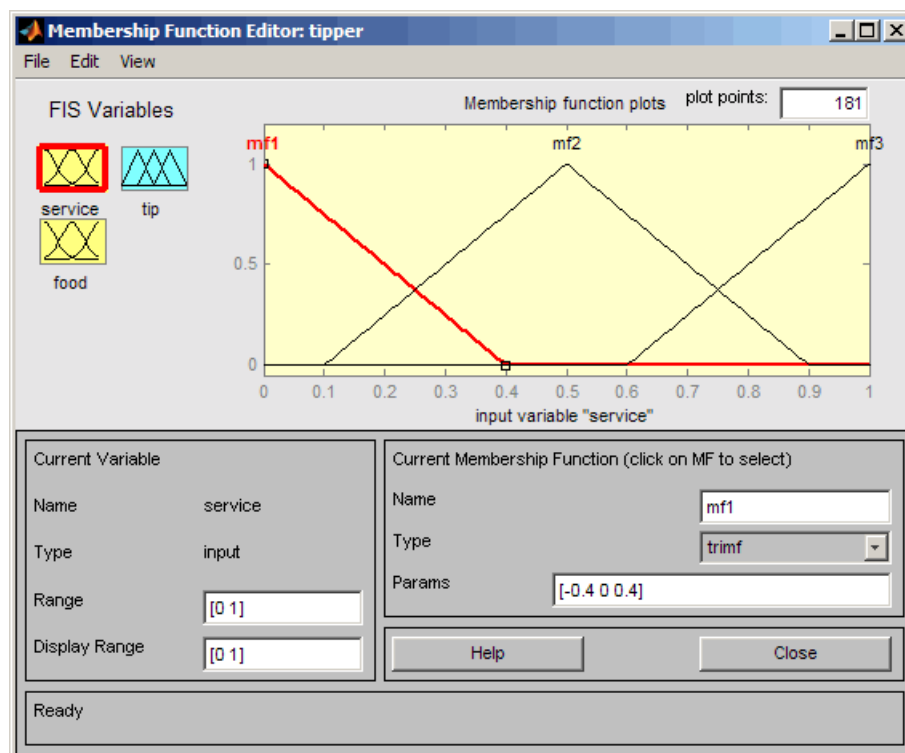 Membership Function Editor: tipper
File Edit View
FIS Variables
Membership function plots plot points: 181
service tip
food
mf1 mf2 mf3
1
0.5
0
0 0.1 0.2 0.3 0.4 0.5 0.6 0.7 0.8 0.9 1
input variable "service"
Current Variable
Name service
Type input
Range [0 1]
Display Range [0 1]
Current Membership Function (click on MF to select)
Name mf1
Type trimf
Params [-0.4 0 0.4]
Help Close
Ready